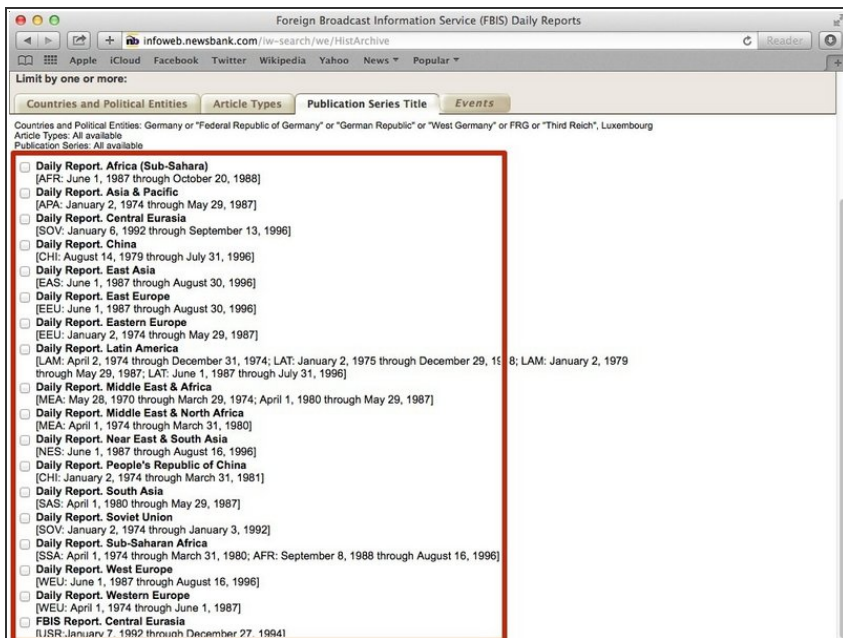 Foreign Broadcast Information Service (FBIS) Daily Reports
infoweb.newsbank.com/iw-search/we/HistArchive
Reader
Apple iCloud Facebook Twitter Wikipedia Yahoo News Popular
Limit by one or more:
Countries and Political Entities Article Types Publication Series Title Events
Countries and Political Entities: Germany or "Federal Republic of Germany" or "German Republic" or "West Germany" or FRG or "Third Reich", Luxembourg
Article Types: All available
Publication Series: All available
Daily Report. Africa (Sub-Sahara)
[AFR: June 1, 1987 through October 20, 1988]
Daily Report. Asia & Pacific
[APA: January 2, 1974 through May 29, 1987]
Daily Report. Central Eurasia
[SOV: January 6, 1992 through September 13, 1996]
Daily Report. China
[CHI: August 14, 1979 through July 31, 1996]
Daily Report. East Asia
[EAS: June 1, 1987 through August 30, 1996]
Daily Report. East Europe
[EEU: June 1, 1987 through August 30, 1996]
Daily Report. Eastern Europe
[EEU: January 2, 1974 through May 29, 1987]
Daily Report. Latin America
[LAM: April 2, 1974 through December 31, 1974; LAT: January 2, 1975 through December 29, 19 8; LAM: January 2, 1979
through May 29, 1987; LAT: June 1, 1987 through July 31, 1996]
Daily Report. Middle East & Africa
[MEA: May 28, 1970 through March 29, 1974; April 1, 1980 through May 29, 1987]
Daily Report. Middle East & North Africa
[MEA: April 1, 1974 through March 31, 1980]
Daily Report. Near East & South Asia
[NES: June 1, 1987 through August 16, 1996]
Daily Report. People's Republic of China
[CHI: January 2, 1974 through March 31, 1981]
Daily Report. South Asia
[SAS: April 1, 1980 through May 29, 1987]
Daily Report. Soviet Union
[SOV: January 2, 1974 through January 3, 1992]
Daily Report. Sub-Saharan Africa
[SSA: April 1, 1974 through March 31, 1980; AFR: September 8, 1988 through August 16, 1996]
Daily Report. West Europe
[WEU: June 1, 1987 through August 16, 1996]
Daily Report. Western Europe
[WEU: April 1, 1974 through June 1, 1987]
FBIS Report. Central Eurasia
[USR:January 7, 1992 through December 27, 1994]